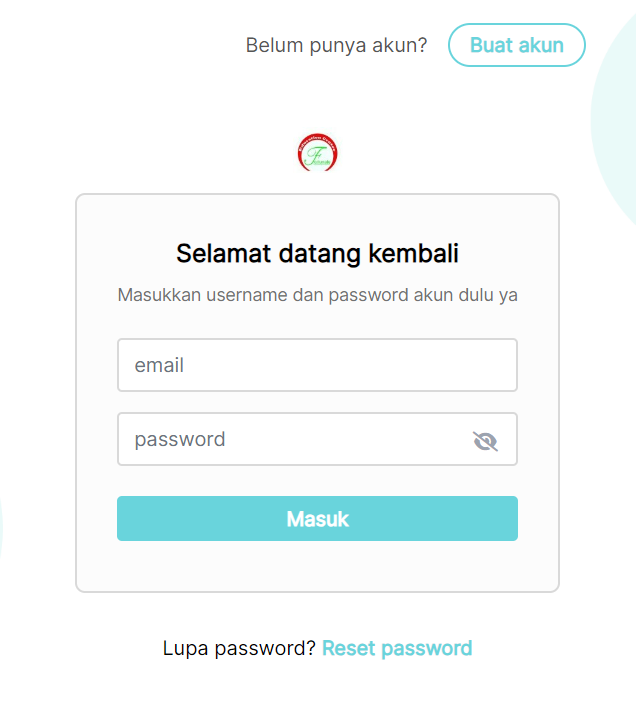 Belum punya akun?
Buat akun
Selamat datang kembali
Masukkan username dan password akun dulu ya
email
password
Masuk
Lupa password? Reset password